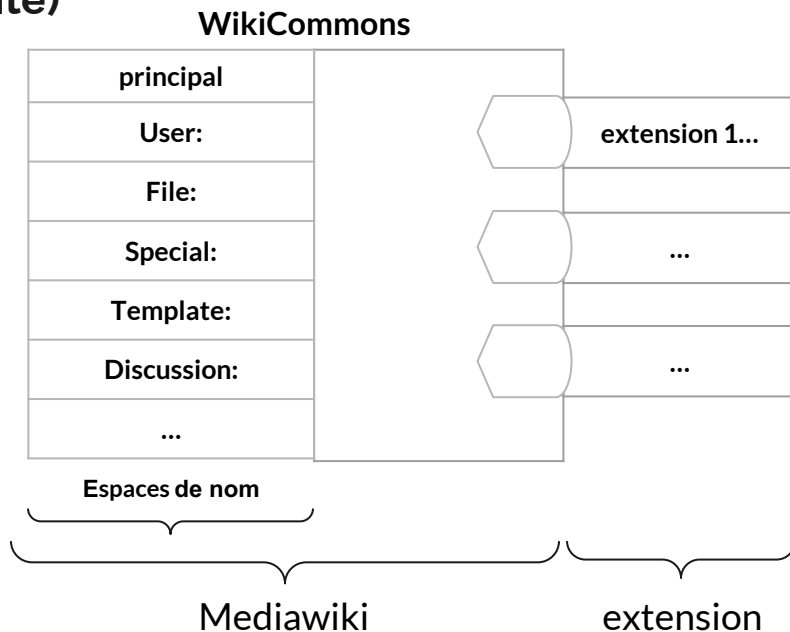 WikiCommons
principal
User:
extension 1...
File:
Special:
...
Template:
Discussion:
...
...
Espaces de nom
Mediawiki
extension